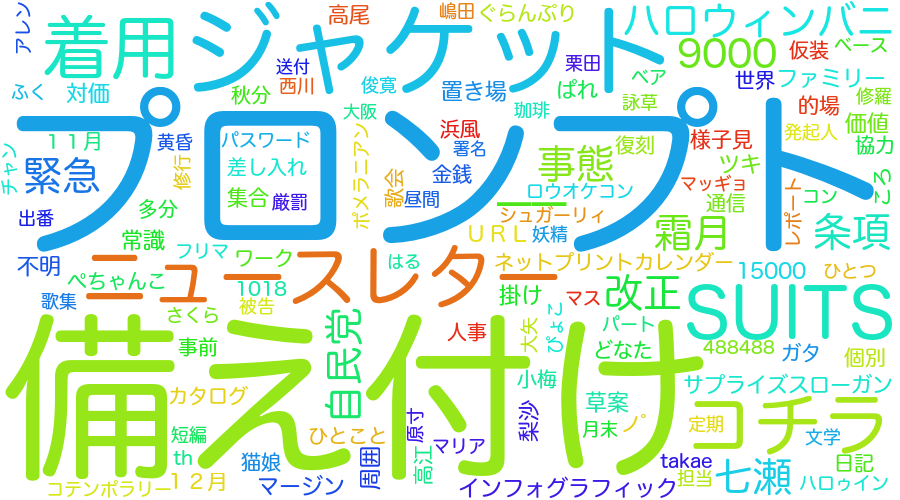 アレン
高尾
嶋田
ぐらんぷり
ハロウィンバニ
着用
ジャケット
9000
仮装
ベース
送付
西川
栗田
ベア
世界
ファミリー
ふく
対価
秋分
俊寛
置き場
ぱれ
詠草
的場
修羅
大阪
珈琲
発起人
価値
11月
黄昏
パスワード
浜風
復刻
様子見
協力
プロンプト
チャン
緊急
修行
差し入れ
ポメラニアン
署名
事態
ツキ
金銭
歌会
昼間
ロウオケコン
マッギョ
コン
ころ
出番
多分
集合
厳罰
シュガーリィ
通信
レポート
常識
URL
妖精
霜月
条項
不明
フリマ
ワーク
ニュースレター
はる
ネットプリントカレンダー
15000
ひとつ
ぺちゃんこ
1018
掛け
マス
改正
SUITS
歌集
さくら
被告
自民党
人事
大矢
ぴょこ
パート
事前
どなた
488488
ガタ
個別
備え付け
カタログ
原寸
小梅
草案
サプライズスローガン
コチラ
短編
ひとこと
マリア
梨沙
月末
パ
定期
文学
th
猫娘
周囲
高江
takae
七瀬
日記
コテンポラリー
12月
マージン
インフォグラフィック
担当
ハロゥイン